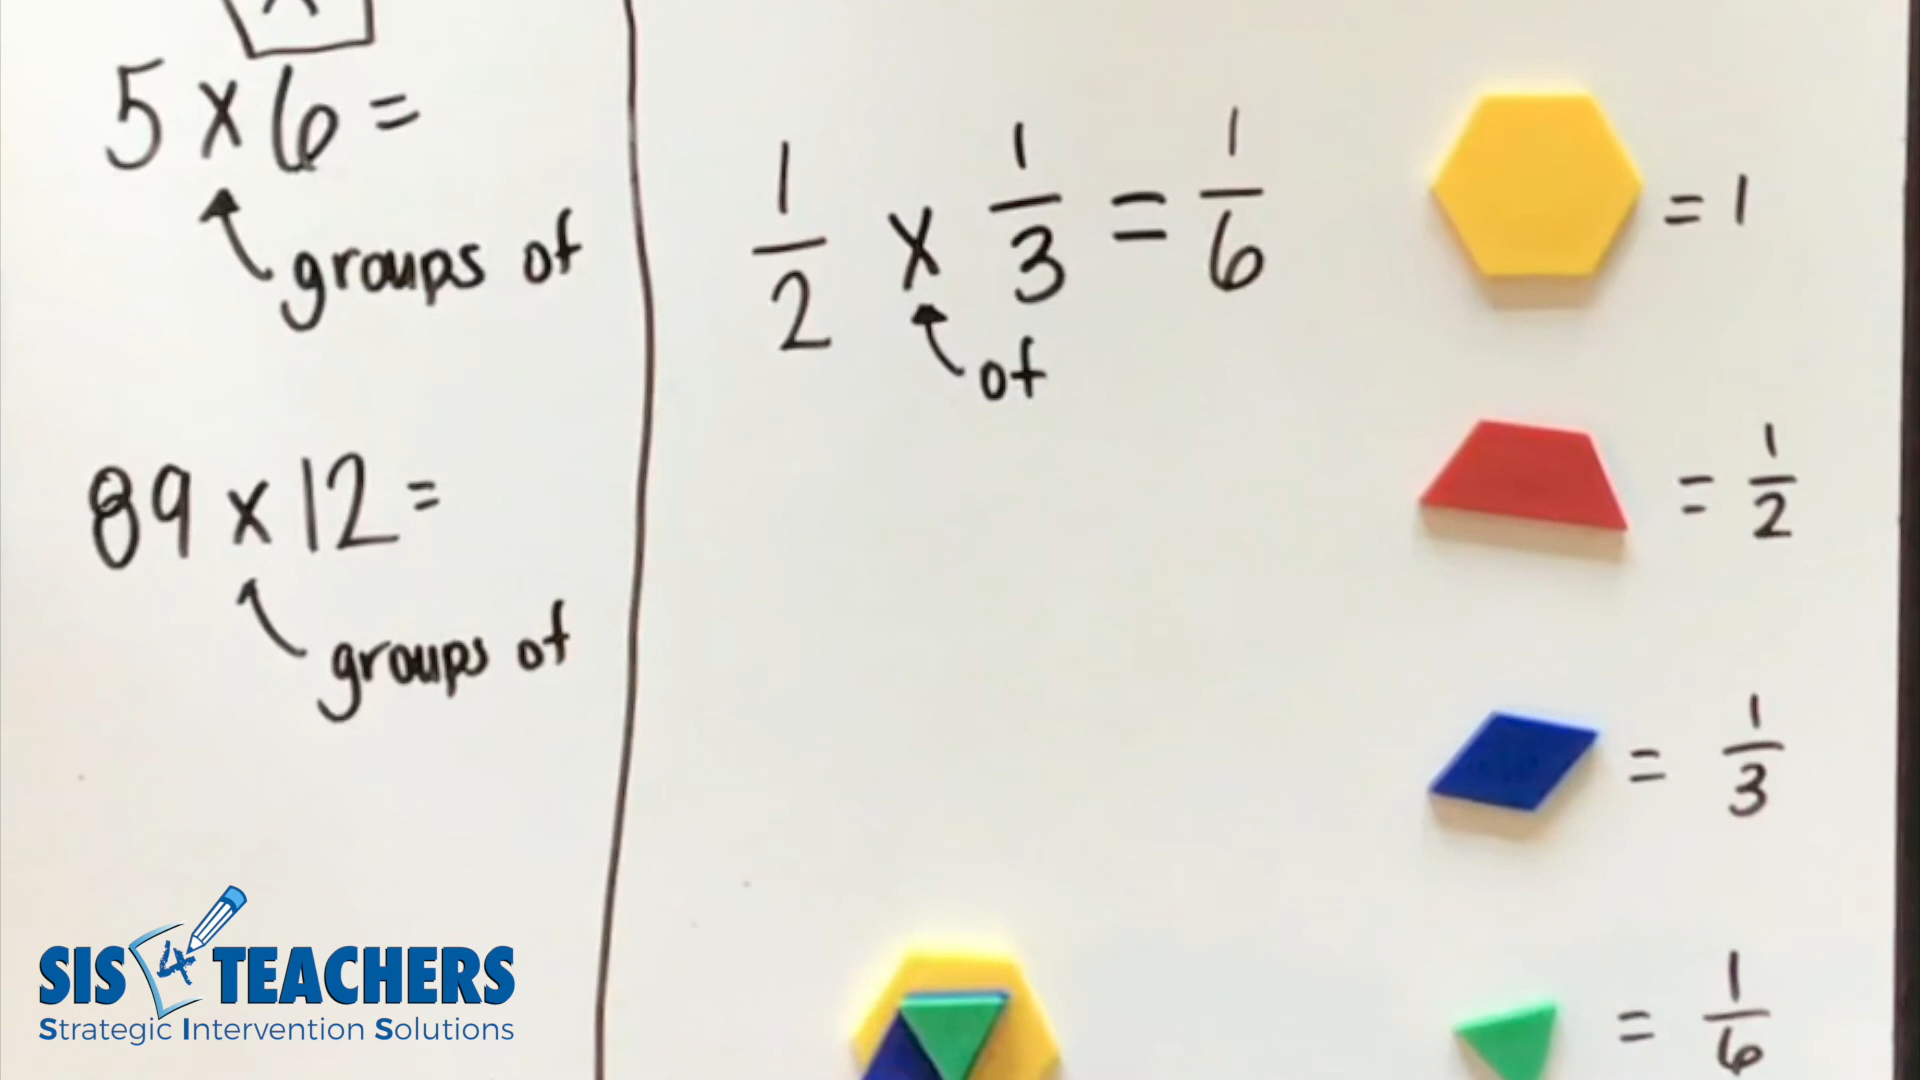 5 x 6 =
groups of
89 x 12 =
groups of
1/2 x 1/3 = 1/6
of
= 1
= 1/2
= 1/3
= 1/6
SIS 4 TEACHERS
Strategic Intervention Solutions